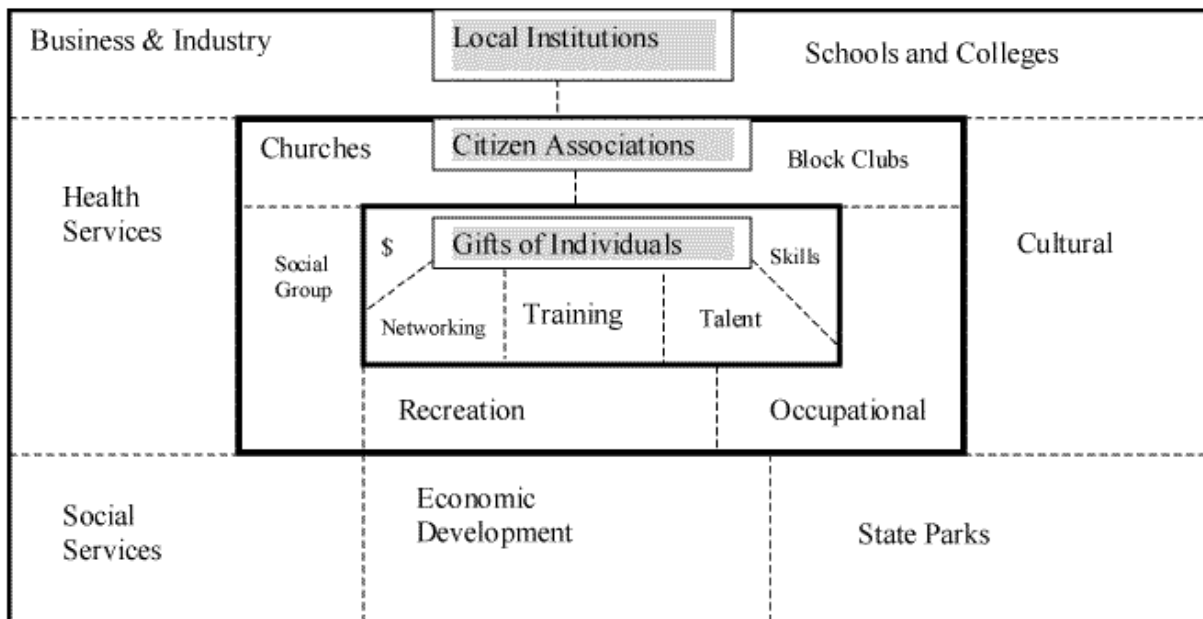 Business & Industry
Local Institutions
Schools and Colleges
Churches
Citizen Associations
Block Clubs
Health
Services
$
Gifts of Individuals
Skills
Cultural
Social
Group
Networking
Training
Talent
Recreation
Occupational
Social
Services
Economic
Development
State Parks